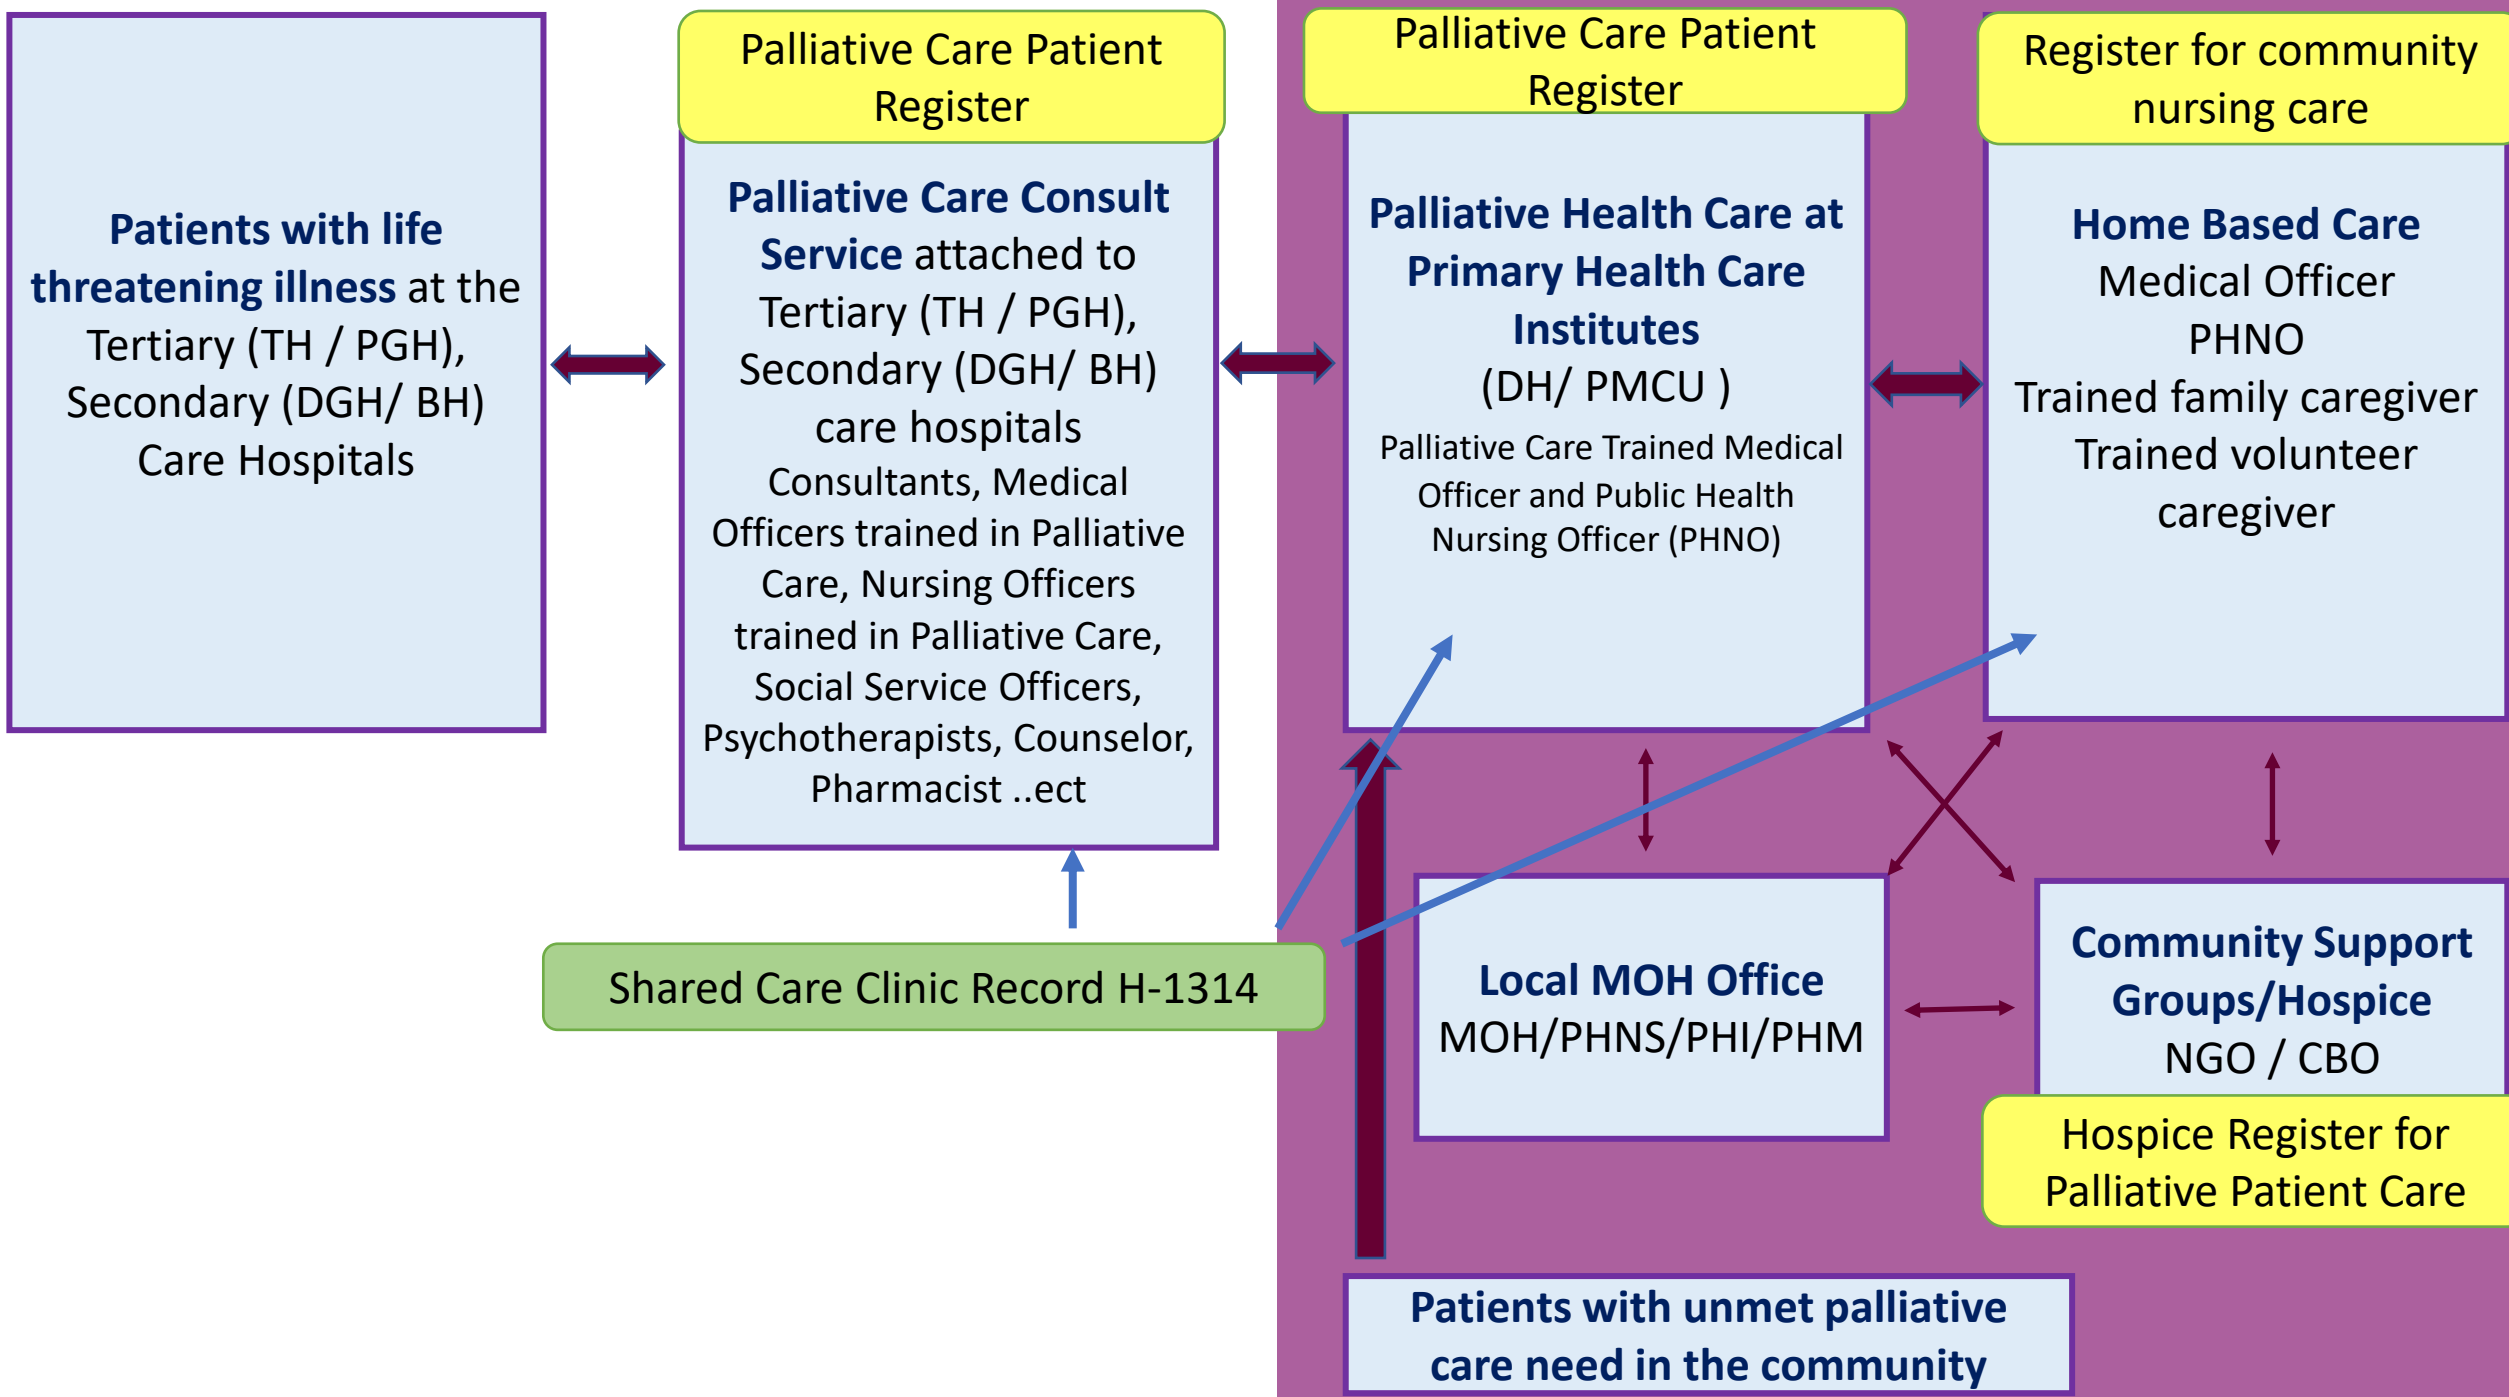 Patients with life
threatening illness at the
Tertiary (TH / PGH),
Secondary (DGH/ BH)
Care Hospitals
Palliative Care Patient
Register
Palliative Care Consult
Service attached to
Tertiary (TH / PGH),
Secondary (DGH/ BH)
care hospitals
Consultants, Medical
Officers trained in Palliative
Care, Nursing Officers
trained in Palliative Care,
Social Service Officers,
Psychotherapists, Counselor,
Pharmacist ..ect
Palliative Care Patient
Register
Palliative Health Care at
Primary Health Care
Institutes
(DH/ PMCU )
Palliative Care Trained Medical
Officer and Public Health
Nursing Officer (PHNO)
Register for community
nursing care
Home Based Care
Medical Officer
PHNO
Trained family caregiver
Trained volunteer
caregiver
Shared Care Clinic Record H-1314
Local MOH Office
MOH/PHNS/PHI/PHM
Community Support
Groups/Hospice
NGO / CBO
Hospice Register for
Palliative Patient Care
Patients with unmet palliative
care need in the community